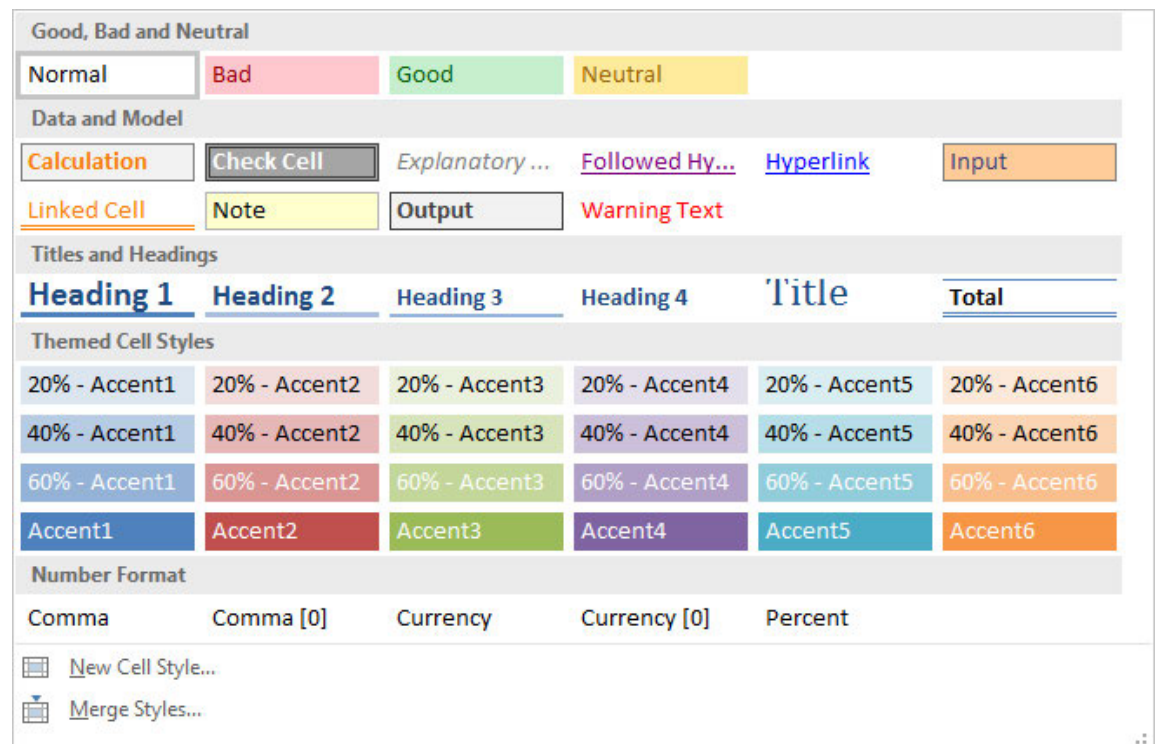 Good, Bad and Neutral
Normal Bad Good Neutral
Data and Model
Calculation Check Cell Explanatory ... Followed Hy... Hyperlink Input
Linked Cell Note Output Warning Text
Titles and Headings
Heading 1 Heading 2 Heading 3 Heading 4 Title Total
Themed Cell Styles
20% - Accent1 20% - Accent2 20% - Accent3 20% - Accent4 20% - Accent5 20% - Accent6
40% - Accent1 40% - Accent2 40% - Accent3 40% - Accent4 40% - Accent5 40% - Accent6
60% - Accent1 60% - Accent2 60% - Accent3 60% - Accent4 60% - Accent5 60% - Accent6
Accent1 Accent2 Accent3 Accent4 Accent5 Accent6
Number Format
Comma Comma [0] Currency Currency [0] Percent
New Cell Style...
Merge Styles...